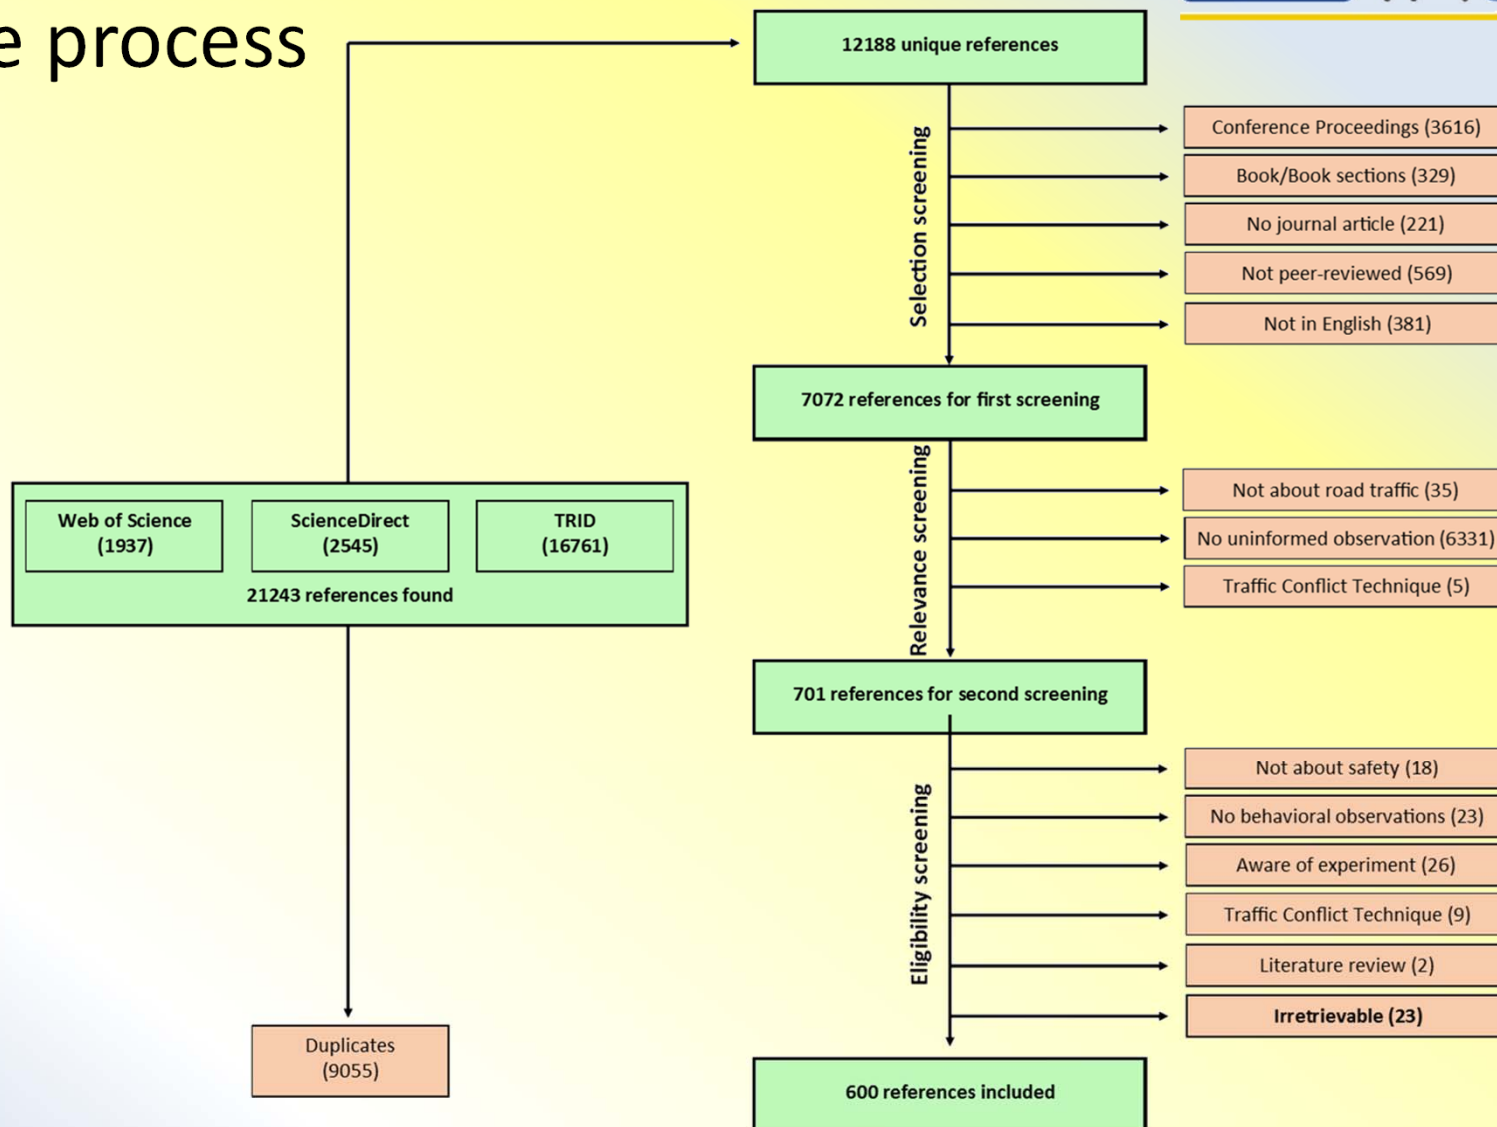 e process
12188 unique references
Selection screening
Conference Proceedings (3616)
Book/Book sections (329)
No journal article (221)
Not peer-reviewed (569)
Not in English (381)
7072 references for first screening
Relevance screening
Not about road traffic (35)
No uninformed observation (6331)
Traffic Conflict Technique (5)
Web of Science
(1937)
ScienceDirect
(2545)
TRID
(16761)
21243 references found
701 references for second screening
Eligibility screening
Not about safety (18)
No behavioral observations (23)
Aware of experiment (26)
Traffic Conflict Technique (9)
Literature review (2)
Irretrievable (23)
Duplicates
(9055)
600 references included